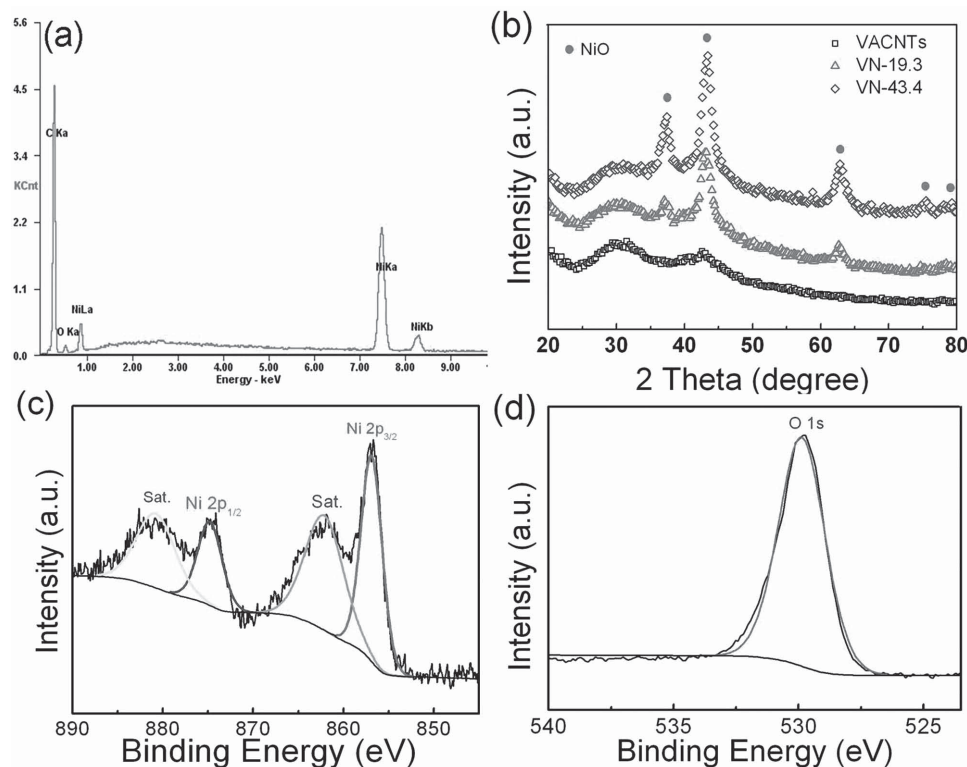 (a)
5.6
4.5
3.4
KCnt
2.2
1.1
0.0
C Ka
O Ka
NiLa
NiKa
NiKb
1.00 2.00 3.00 4.00 5.00 6.00 7.00 8.00 9.00
Energy - keV
(b)
NiO
VACNTs
VN-19.3
VN-43.4
Intensity (a.u.)
20 30 40 50 60 70 80
2 Theta (degree)
(c)
Ni 2p3/2
Sat.
Ni 2p1/2
Sat.
Intensity (a.u.)
890 880 870 860 850
Binding Energy (eV)
(d)
O 1s
Intensity (a.u.)
540 535 530 525
Binding Energy (eV)